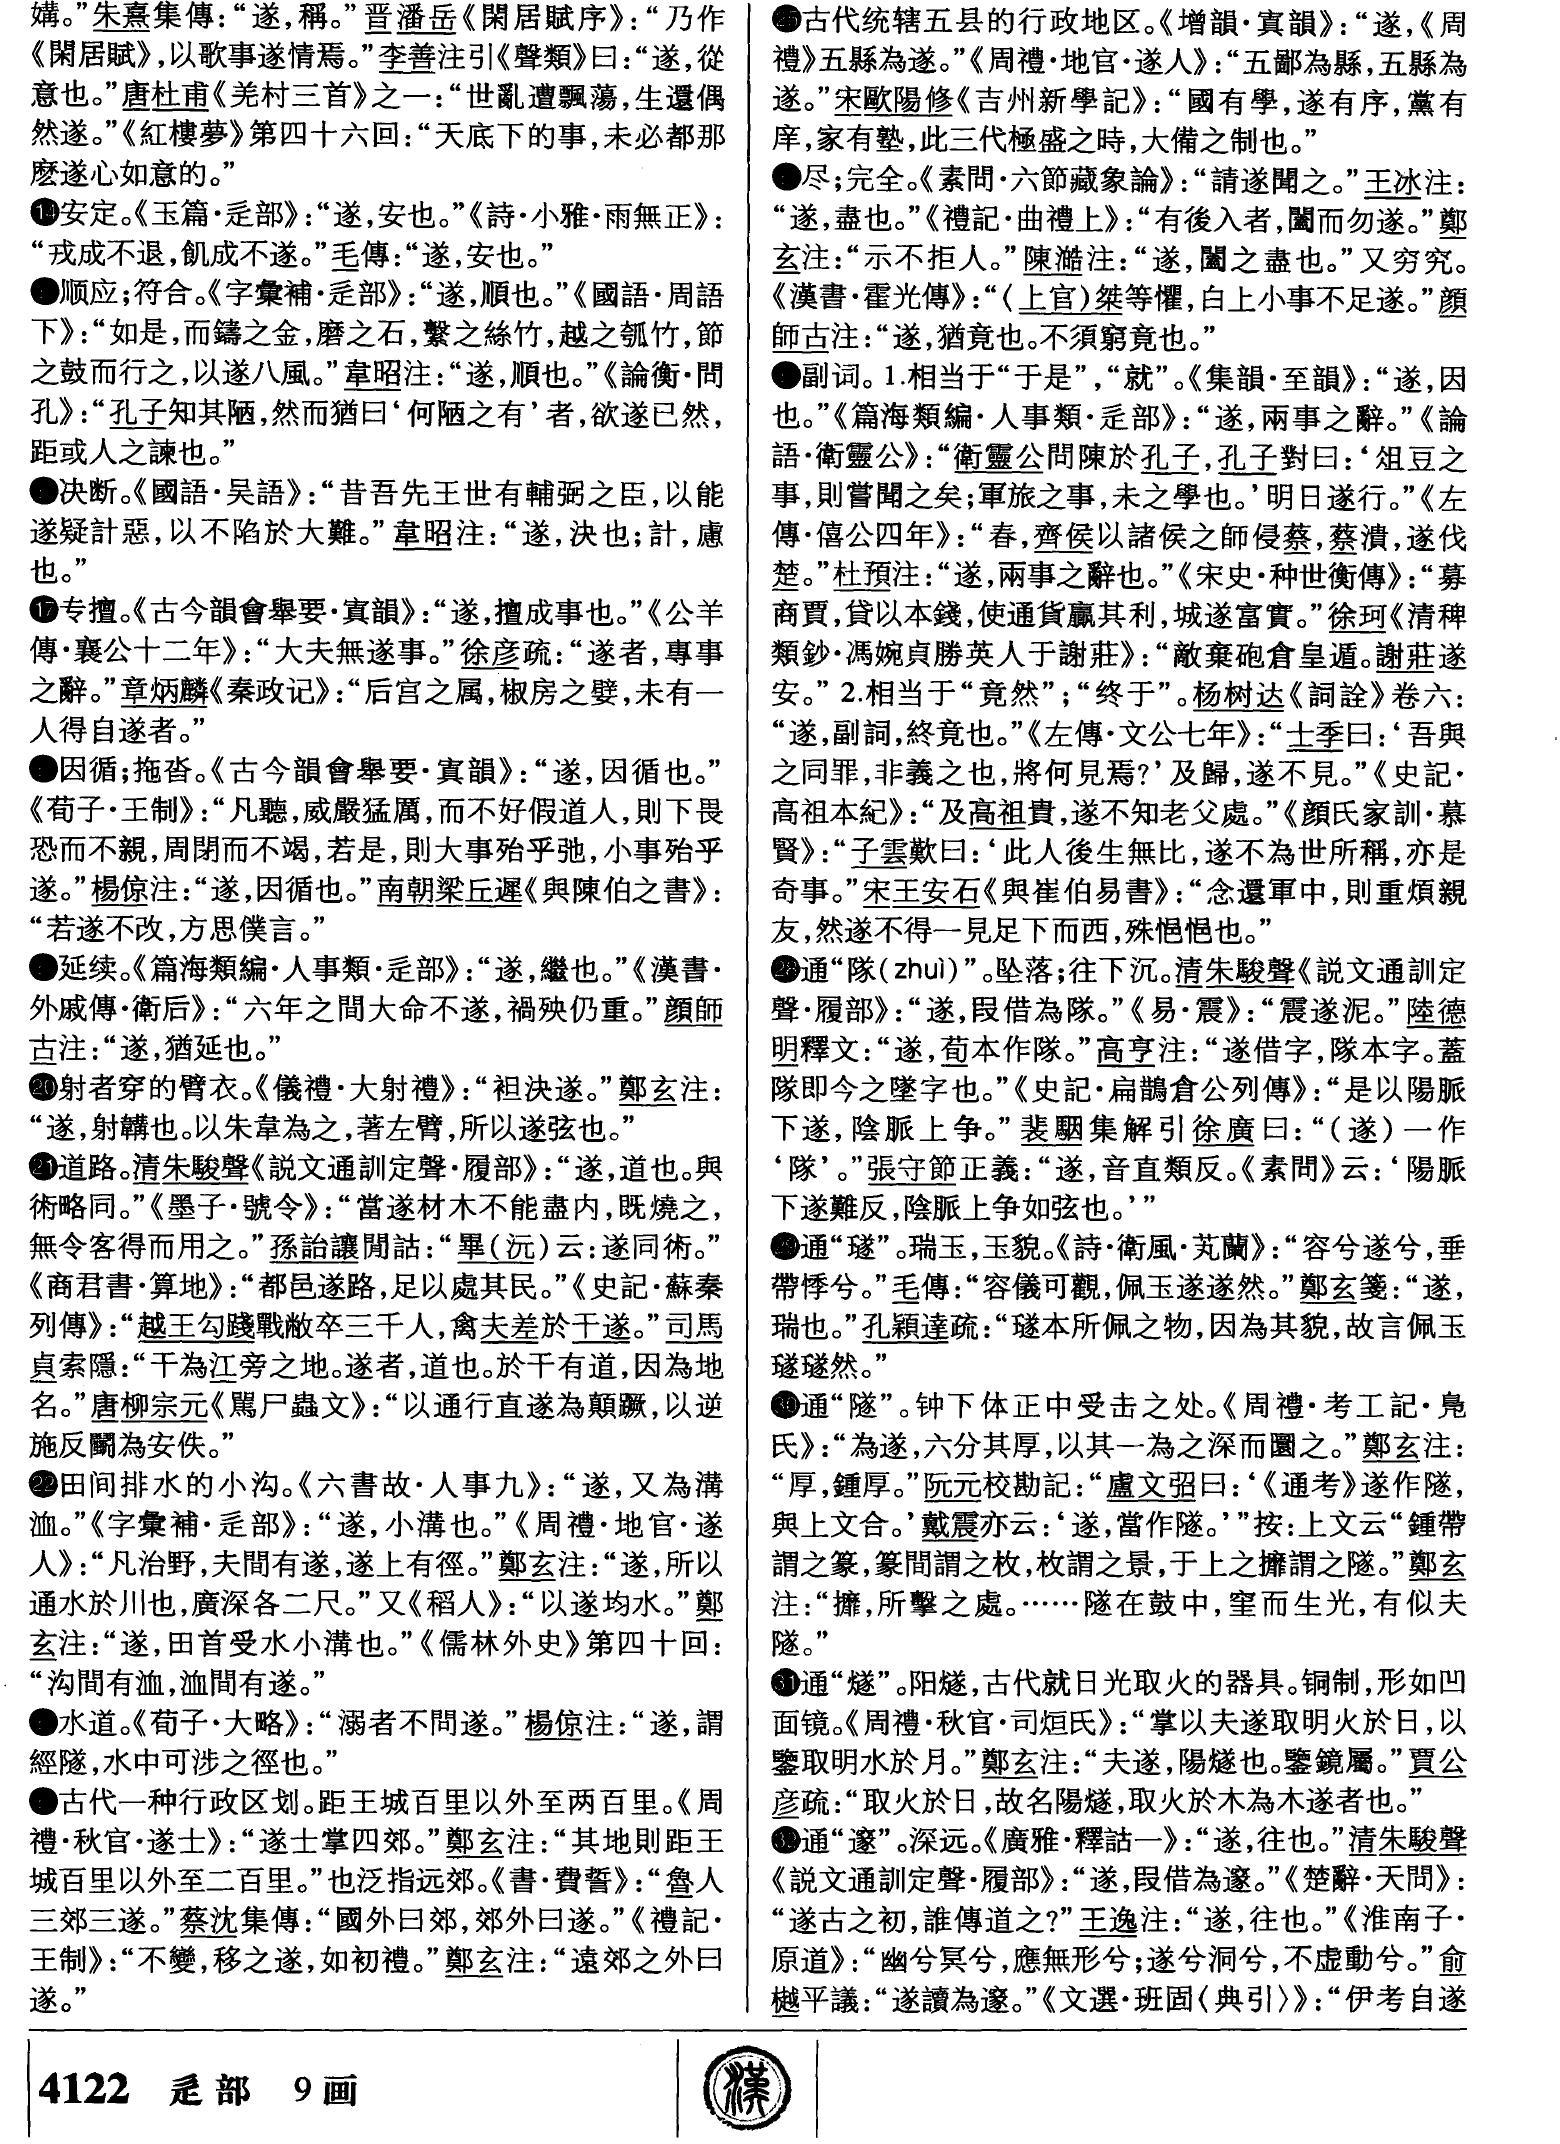 媾。”朱熹集傳：“遂，稱。”晋潘岳《閑居賦序》：“乃作
《閑居賦》，以歌事遂情焉。”李善注引《聲類》曰：“遂，從
意也。”唐杜甫《羌村三首》之一：“世亂遭飄蕩，生還偶
然遂。”《紅樓夢》第四十六回：“天底下的事，未必都那
麽遂心如意的。”
⓮安定。《玉篇·辵部》：“遂，安也。”《詩·小雅·雨無正》：
“戎成不退，飢成不遂。”毛傳：“遂，安也。”
顺应；符合。《字彙補·辵部》：“遂，順也。”《國語·周語
下》：“如是，而鑄之金，磨之石，繫之絲竹，越之瓠竹，節
之鼓而行之，以遂八風。”韋昭注：“遂，順也。”《論衡·問
孔》：“孔子知其陋，然而猶曰‘何陋之有’者，欲遂已然，
距或人之諫也。”
决断。《國語·吴語》：“昔吾先王世有輔弼之臣，以能
遂疑計惡，以不陷於大難。”韋昭注：“遂，決也；計，慮
也。”
⓱专擅。《古今韻會舉要·寘韻》：“遂，擅成事也。”《公羊
傳·襄公十二年》：“大夫無遂事。”徐彦疏：“遂者，專事
之辭。”章炳麟《秦政记》：“后宫之属，椒房之嬖，未有一
人得自遂者。”
因循；拖沓。《古今韻會舉要·寘韻》：“遂，因循也。”
《荀子·王制》：“凡聽，威嚴猛厲，而不好假道人，則下畏
恐而不親，周閉而不竭，若是，則大事殆乎弛，小事殆乎
遂。”楊倞注：“遂，因循也。”南朝梁丘遲《與陳伯之書》：
“若遂不改，方思僕言。”
延续。《篇海類編·人事類·辵部》：“遂，繼也。”《漢書·
外戚傳·衛后》：“六年之間大命不遂，禍殃仍重。”顔師
古注：“遂，猶延也。”
⓴射者穿的臂衣。《儀禮·大射禮》：“袒決遂。”鄭玄注：
“遂，射韝也。以朱韋為之，著左臂，所以遂弦也。”
㉑道路。清朱駿聲《説文通訓定聲·履部》：“遂，道也。與
術略同。”《墨子·號令》：“當遂材木不能盡内，既燒之，
無令客得而用之。”孫詒讓閒詁：“畢（沅）云：遂同術。”
《商君書·算地》：“都邑遂路，足以處其民。”《史記·蘇秦
列傳》：“越王勾踐戰敝卒三千人，禽夫差於干遂。”司馬
貞索隱：“干為江旁之地。遂者，道也。於干有道，因為地
名。”唐柳宗元《罵尸蟲文》：“以通行直遂為顛蹶，以逆
施反鬭為安佚。”
㉒田间排水的小沟。《六書故·人事九》：“遂，又為溝
洫。”《字彙補·辵部》：“遂，小溝也。”《周禮·地官·遂
人》：“凡治野，夫間有遂，遂上有徑。”鄭玄注：“遂，所以
通水於川也，廣深各二尺。”又《稻人》：“以遂均水。”鄭
玄注：“遂，田首受水小溝也。”《儒林外史》第四十回：
“沟間有洫，洫間有遂。”
水道。《荀子·大略》：“溺者不問遂。”楊倞注：“遂，謂
經隧，水中可涉之徑也。”
古代一种行政区划。距王城百里以外至两百里。《周
禮·秋官·遂士》：“遂士掌四郊。”鄭玄注：“其地則距王
城百里以外至二百里。”也泛指远郊。《書·費誓》：“魯人
三郊三遂。”蔡沈集傳：“國外曰郊，郊外曰遂。”《禮記·
王制》：“不變，移之遂，如初禮。”鄭玄注：“遠郊之外曰
遂。”
㉕古代统辖五县的行政地区。《增韻·寘韻》：“遂，《周
禮》五縣為遂。”《周禮·地官·遂人》：“五鄙為縣，五縣為
遂。”宋歐陽修《吉州新學記》：“國有學，遂有序，黨有
庠，家有塾，此三代極盛之時，大備之制也。”
尽；完全。《素問·六節藏象論》：“請遂聞之。”王冰注：
“遂，盡也。”《禮記·曲禮上》：“有後入者，闔而勿遂。”鄭
玄注：“示不拒人。”陳澔注：“遂，闔之盡也。”又穷究。
《漢書·霍光傳》：“（上官）桀等懼，白上小事不足遂。”顔
師古注：“遂，猶竟也。不須窮竟也。”
副词。1.相当于“于是”，“就”。《集韻·至韻》：“遂，因
也。”《篇海類編·人事類·辵部》：“遂，兩事之辭。”《論
語·衛靈公》：“衛靈公問陳於孔子，孔子對曰：‘俎豆之
事，則嘗聞之矣；軍旅之事，未之學也。’明日遂行。”《左
傳·僖公四年》：“春，齊侯以諸侯之師侵蔡，蔡潰，遂伐
楚。”杜預注：“遂，兩事之辭也。”《宋史·种世衡傳》：“募
商賈，貸以本錢，使通貨贏其利，城遂富實。”徐珂《清稗
類鈔·馮婉貞勝英人于謝莊》：“敵棄砲倉皇遁。謝莊遂
安。”2.相当于“竟然”；“终于”。杨树达《詞詮》卷六：
“遂，副詞，終竟也。”《左傳·文公七年》：“士季曰：‘吾與
之同罪，非義之也，將何見焉？’及歸，遂不見。”《史記·
高祖本紀》：“及高祖貴，遂不知老父處。”《顔氏家訓·慕
賢》：“子雲歎曰：‘此人後生無比，遂不為世所稱，亦是
奇事。”宋王安石《與崔伯易書》：“念還軍中，則重煩親
友，然遂不得一見足下而西，殊悒悒也。”
㉘通“隊（zhuì）”。坠落；往下沉。清朱駿聲《説文通訓定
聲·履部》：“遂，叚借為隊。”《易·震》：“震遂泥。”陸德
明釋文：“遂，荀本作隊。”高亨注：“遂借字，隊本字。蓋
隊即今之墜字也。”《史記·扁鵲倉公列傳》：“是以陽脈
下遂，陰脈上争。”裴駰集解引徐廣曰：“（遂）一作
‘隊’。”張守節正義：“遂，音直類反。《素問》云：‘陽脈
下遂難反，陰脈上争如弦也。’”
㉙通“璲”。瑞玉，玉貌。《詩·衛風·芄蘭》：“容兮遂兮，垂
帶悸兮。”毛傳：“容儀可觀，佩玉遂遂然。”鄭玄箋：“遂，
瑞也。”孔穎達疏：“璲本所佩之物，因為其貌，故言佩玉
璲璲然。”
㉚通“隧”。钟下体正中受击之处。《周禮·考工記·鳧
氏》：“為遂，六分其厚，以其一為之深而圜之。”鄭玄注：
“厚，鍾厚。”阮元校勘記：“盧文弨曰：‘《通考》遂作隧，
與上文合。’戴震亦云：‘遂，當作隧。’”按：上文云“鍾帶
謂之篆，篆間謂之枚，枚謂之景，于上之攠謂之隧。”鄭玄
注：“攠，所擊之處。……隧在鼓中，窐而生光，有似夫
隧。”
㉛通“燧”。阳燧，古代就日光取火的器具。铜制，形如凹
面镜。《周禮·秋官·司烜氏》：“掌以夫遂取明火於日，以
鑒取明水於月。”鄭玄注：“夫遂，陽燧也。鑒鏡屬。”賈公
彦疏：“取火於日，故名陽燧，取火於木為木遂者也。”
㉜通“邃”。深远。《廣雅·釋詁一》：“遂，往也。”清朱駿聲
《説文通訓定聲·履部》：“遂，叚借為邃。”《楚辭·天問》：
“遂古之初，誰傳道之？”王逸注：“遂，往也。”《淮南子·
原道》：“幽兮冥兮，應無形兮；遂兮洞兮，不虚動兮。”俞
樾平議：“遂讀為邃。”《文選·班固〈典引〉》：“伊考自遂
4122 辵部 9画
漢